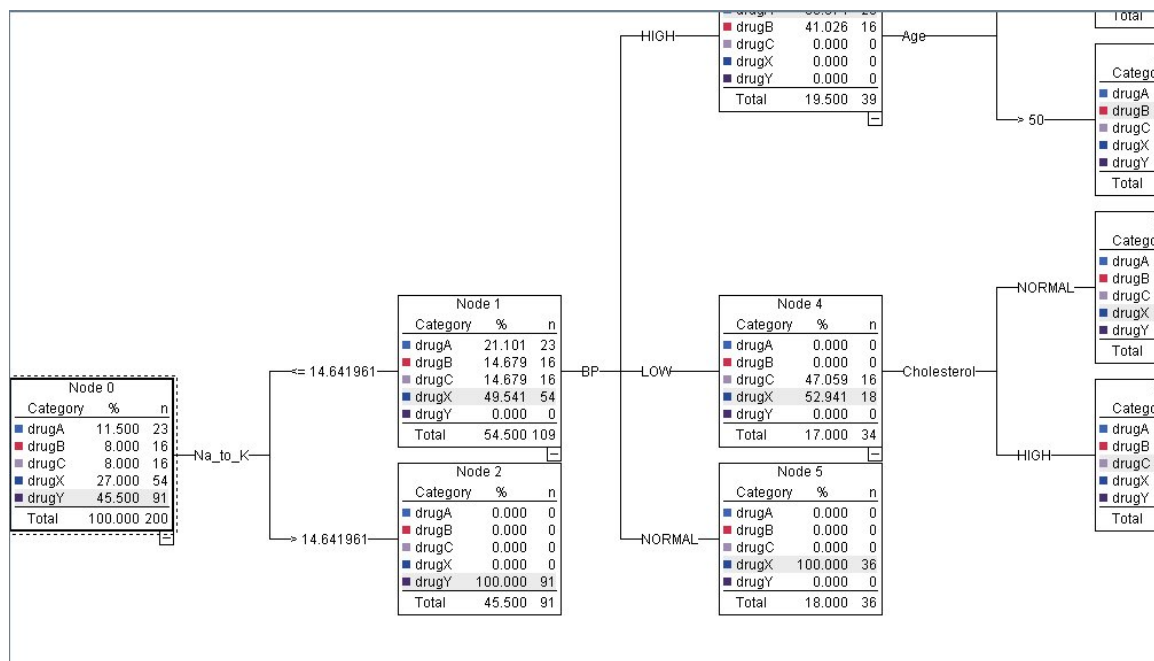 HIGH
drugB 41.026 16
drugC 0.000 0
drugX 0.000 0
drugY 0.000 0
Total 19.500 39
Age
Total
> 50
drugA
drugB
drugC
drugX
drugY
Total
Node 0
Category % n
drugA 11.500 23
drugB 8.000 16
drugC 8.000 16
drugX 27.000 54
drugY 45.500 91
Total 100.000 200
Na_to_K
<= 14.641961
> 14.641961
Node 1
Category % n
drugA 21.101 23
drugB 14.679 16
drugC 14.679 16
drugX 49.541 54
drugY 0.000 0
Total 54.500 109
Node 2
Category % n
drugA 0.000 0
drugB 0.000 0
drugC 0.000 0
drugX 0.000 0
drugY 100.000 91
Total 45.500 91
BP
LOW
NORMAL
Node 4
Category % n
drugA 0.000 0
drugB 0.000 0
drugC 47.059 16
drugX 52.941 18
drugY 0.000 0
Total 17.000 34
Node 5
Category % n
drugA 0.000 0
drugB 0.000 0
drugC 0.000 0
drugX 100.000 36
drugY 0.000 0
Total 18.000 36
Cholesterol
NORMAL
drugA
drugB
drugC
drugX
drugY
Total
HIGH
drugA
drugB
drugC
drugX
drugY
Total